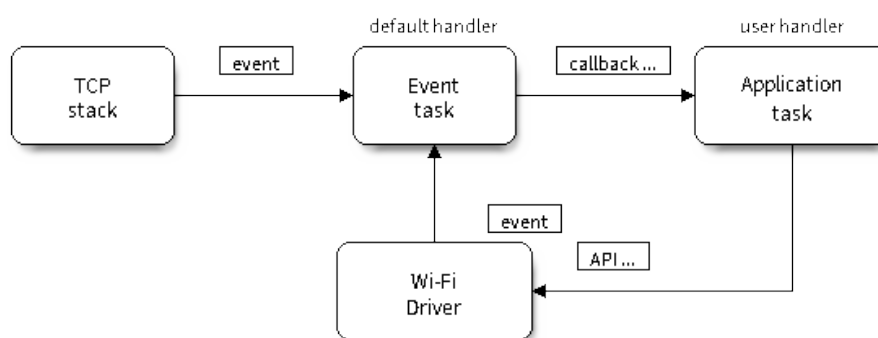 default handler
user handler
event
callback ...
TCP
stack
Event
task
Application
task
event
API ...
Wi-Fi
Driver